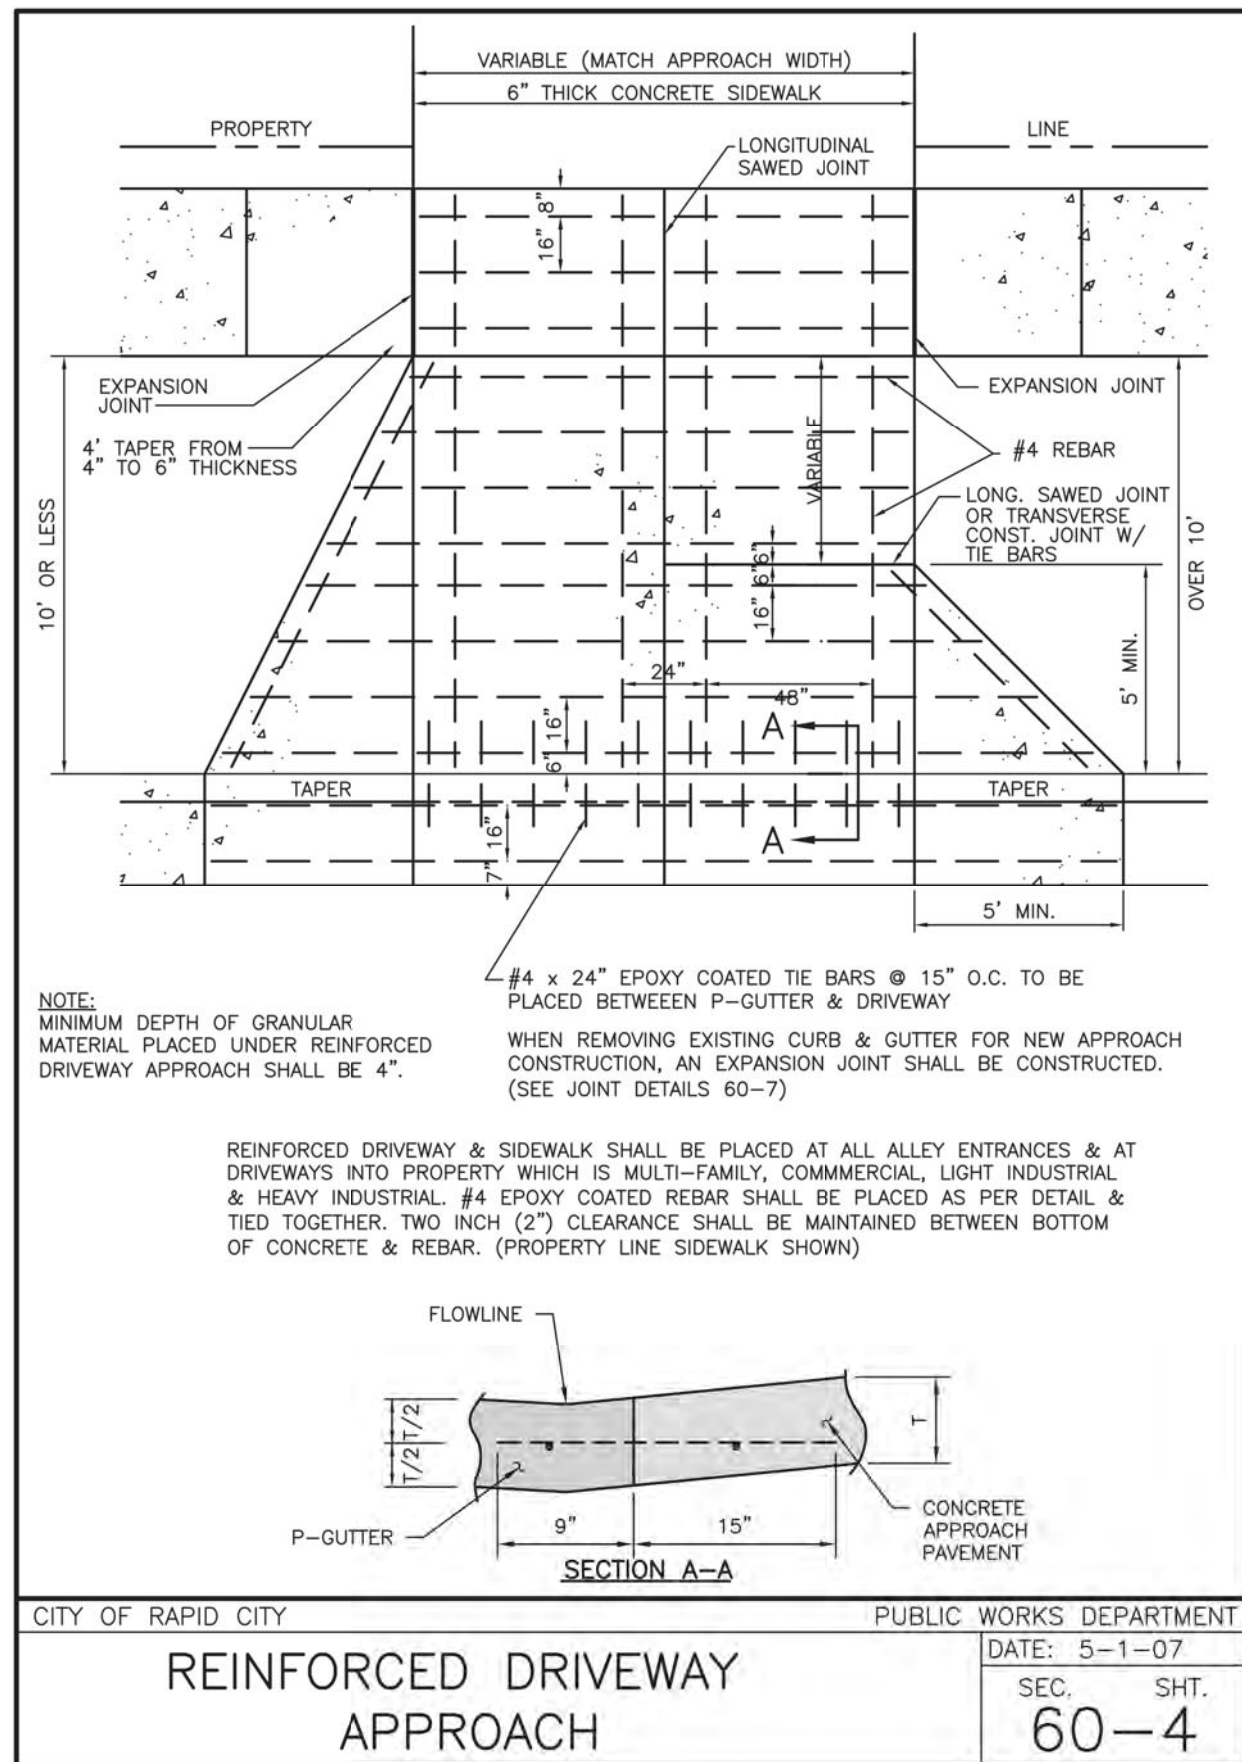 VARIABLE (MATCH APPROACH WIDTH)
6" THICK CONCRETE SIDEWALK
PROPERTY
LINE
LONGITUDINAL
SAWED JOINT
8"
16"
EXPANSION
JOINT
EXPANSION JOINT
4' TAPER FROM
4" TO 6" THICKNESS
#4 REBAR
VARIABLE
LONG. SAWED JOINT
OR TRANSVERSE
CONST. JOINT W/
TIE BARS
10' OR LESS
OVER 10'
6"
6"
16"
5' MIN.
24"
48"
16"
6"
A
TAPER
TAPER
16"
7"
A
5' MIN.
#4 x 24" EPOXY COATED TIE BARS @ 15" O.C. TO BE
PLACED BETWEEEN P-GUTTER & DRIVEWAY
NOTE:
MINIMUM DEPTH OF GRANULAR
MATERIAL PLACED UNDER REINFORCED
DRIVEWAY APPROACH SHALL BE 4".
WHEN REMOVING EXISTING CURB & GUTTER FOR NEW APPROACH
CONSTRUCTION, AN EXPANSION JOINT SHALL BE CONSTRUCTED.
(SEE JOINT DETAILS 60-7)
REINFORCED DRIVEWAY & SIDEWALK SHALL BE PLACED AT ALL ALLEY ENTRANCES & AT
DRIVEWAYS INTO PROPERTY WHICH IS MULTI-FAMILY, COMMMERCIAL, LIGHT INDUSTRIAL
& HEAVY INDUSTRIAL. #4 EPOXY COATED REBAR SHALL BE PLACED AS PER DETAIL &
TIED TOGETHER. TWO INCH (2") CLEARANCE SHALL BE MAINTAINED BETWEEN BOTTOM
OF CONCRETE & REBAR. (PROPERTY LINE SIDEWALK SHOWN)
FLOWLINE
T/2
T/2
T
P-GUTTER
9"
15"
CONCRETE
APPROACH
PAVEMENT
SECTION A-A
CITY OF RAPID CITY
PUBLIC WORKS DEPARTMENT
REINFORCED DRIVEWAY
APPROACH
DATE: 5-1-07
SEC. SHT.
60-4